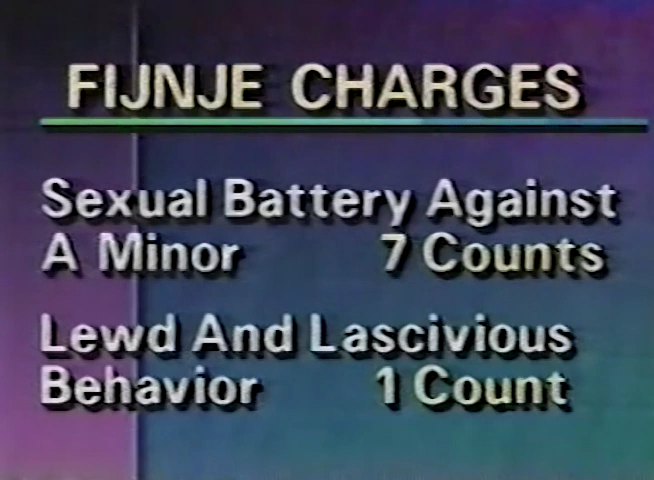 FIJNJE CHARGES
Sexual Battery Against
A Minor 7 Counts
Lewd And Lascivious
Behavior 1 Count